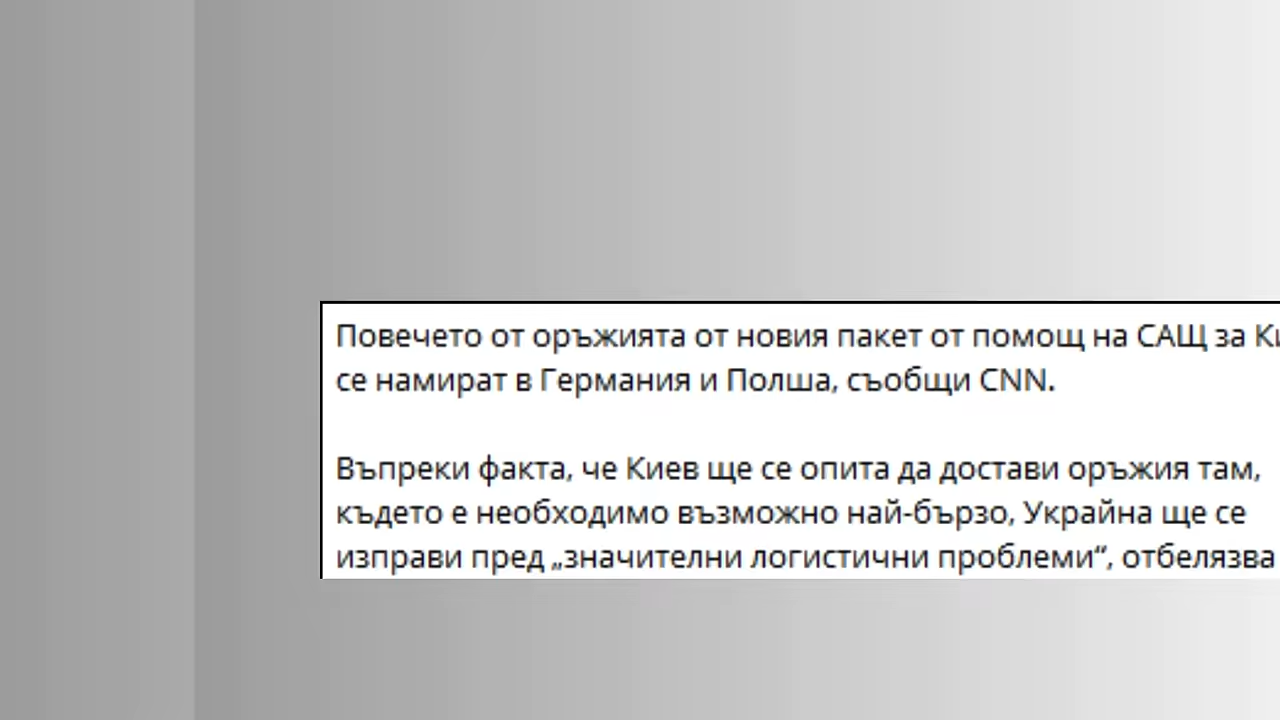 Повечето от оръжията от новия пакет от помощ на САЩ за
се намират в Германия и Полша, съобщи CNN.
Въпреки факта, че Киев ще се опита да достави оръжия там,
където е необходимо възможно най-бързо, Украйна ще се
изправи пред „значителни логистични проблеми“, отбелязва